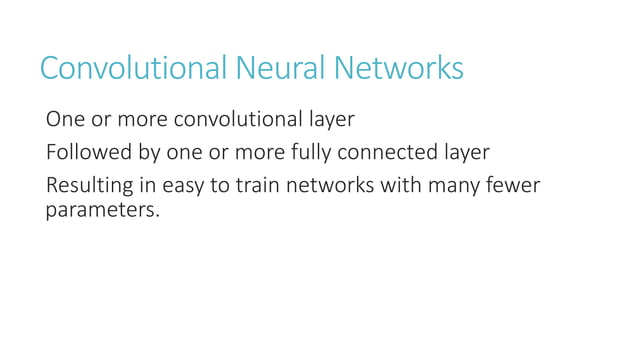 Convolutional Neural Networks
One or more convolutional layer
Followed by one or more fully connected layer
Resulting in easy to train networks with many fewer
parameters.